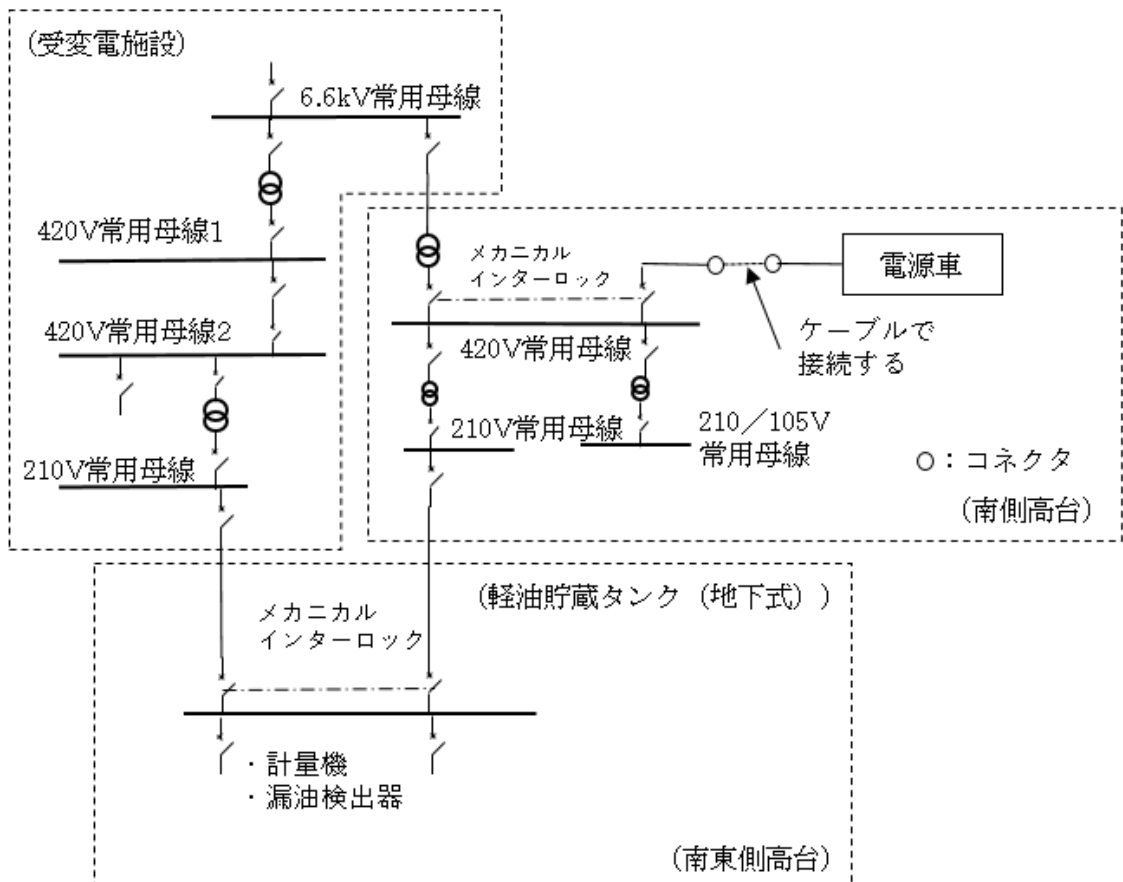 (受変電施設)
6.6kV常用母線
420V常用母線1
420V常用母線2
210V常用母線
メカニカル
インターロック
電源車
ケーブルで
接続する
420V常用母線
210V常用母線
210/105V
常用母線
○:コネクタ
(南側高台)
(軽油貯蔵タンク(地下式))
メカニカル
インターロック
・計量機
・漏油検出器
(南東側高台)